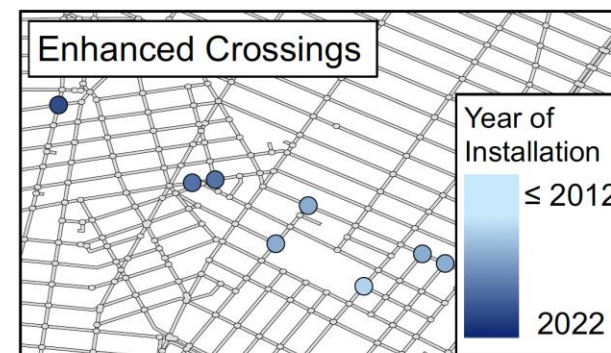 Enhanced Crossings
Year of
Installation
≤ 2012
2022